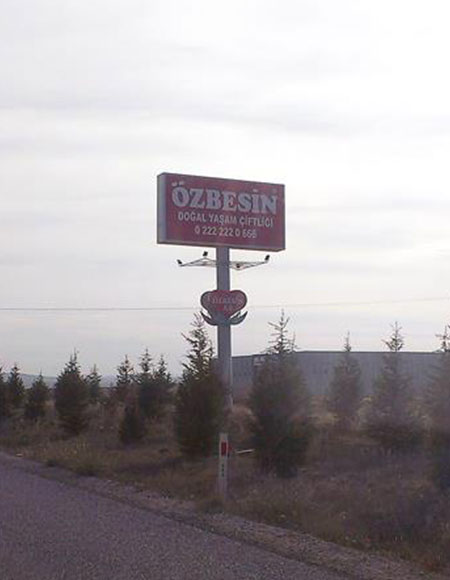 ÖZBESİN
DOĞAL YAŞAM ÇİFTLİĞİ
0 222 222 0 666